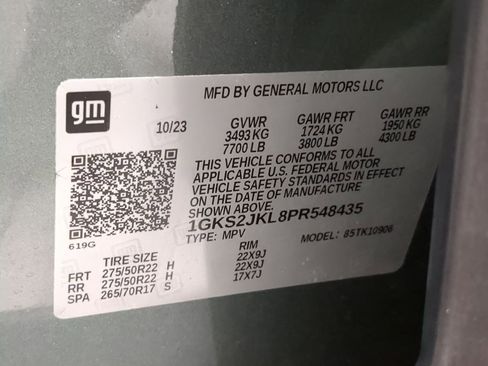 gm
MFD BY GENERAL MOTORS LLC
10/23 GVWR GAWR FRT GAWR RR
3493 KG 1724 KG 1950 KG
7700 LB 3800 LB 4300 LB
THIS VEHICLE CONFORMS TO ALL
APPLICABLE U.S. FEDERAL MOTOR
VEHICLE SAFETY STANDARDS IN EFFECT
ON THE DATE OF MANUFACTURE
SHOWN ABOVE.
1GKS2JKL8PR548435
619G TYPE: MPV MODEL: 85TK10906
TIRE SIZE RIM
FRT 275/50R22 H 22X9J
RR 275/50R22 H 22X9J
SPA 265/70R17 S 17X7J